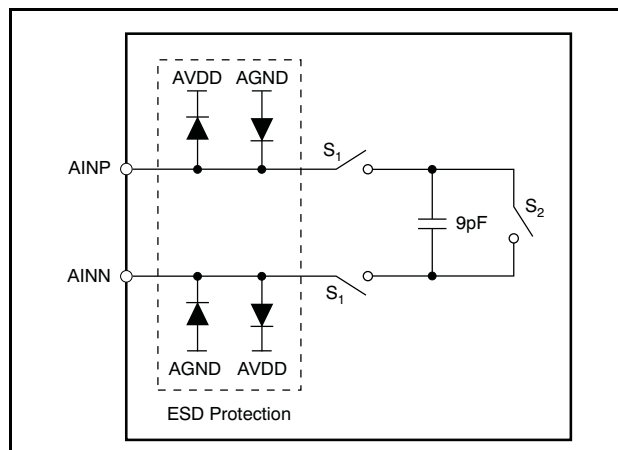 AVDD AGND
AINP
S1
9pF
S2
AINN
S1
AGND AVDD
ESD Protection